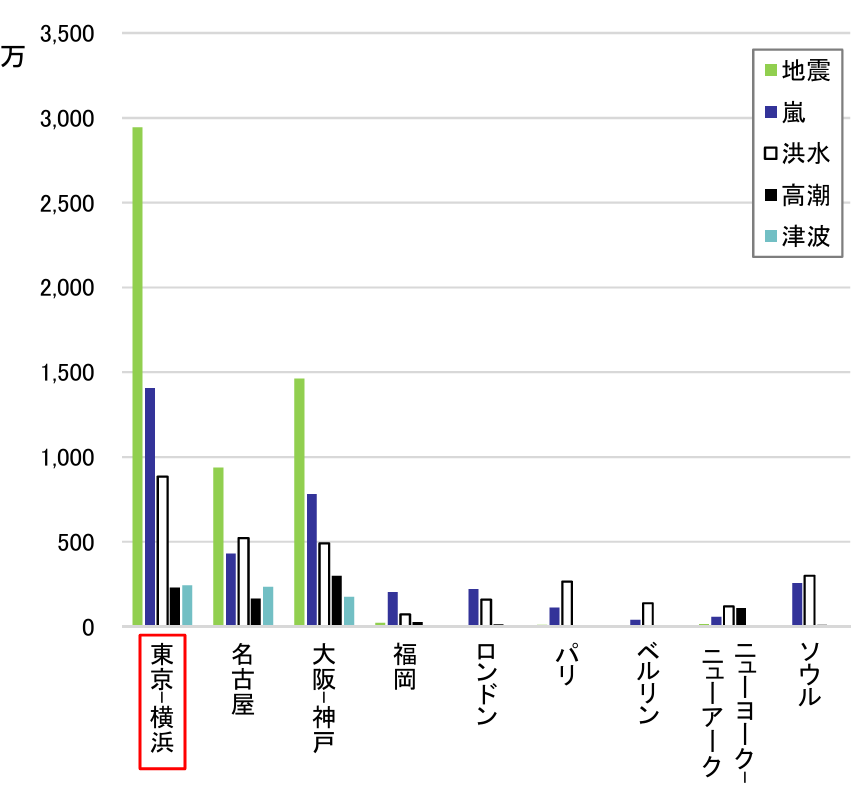 万
3,500
3,000
2,500
2,000
1,500
1,000
500
0
地震
嵐
洪水
高潮
津波
東京-横浜
名古屋
大阪-神戸
福岡
ロンドン
パリ
ベルリン
ニューヨーク-
ニューアーク
ソウル